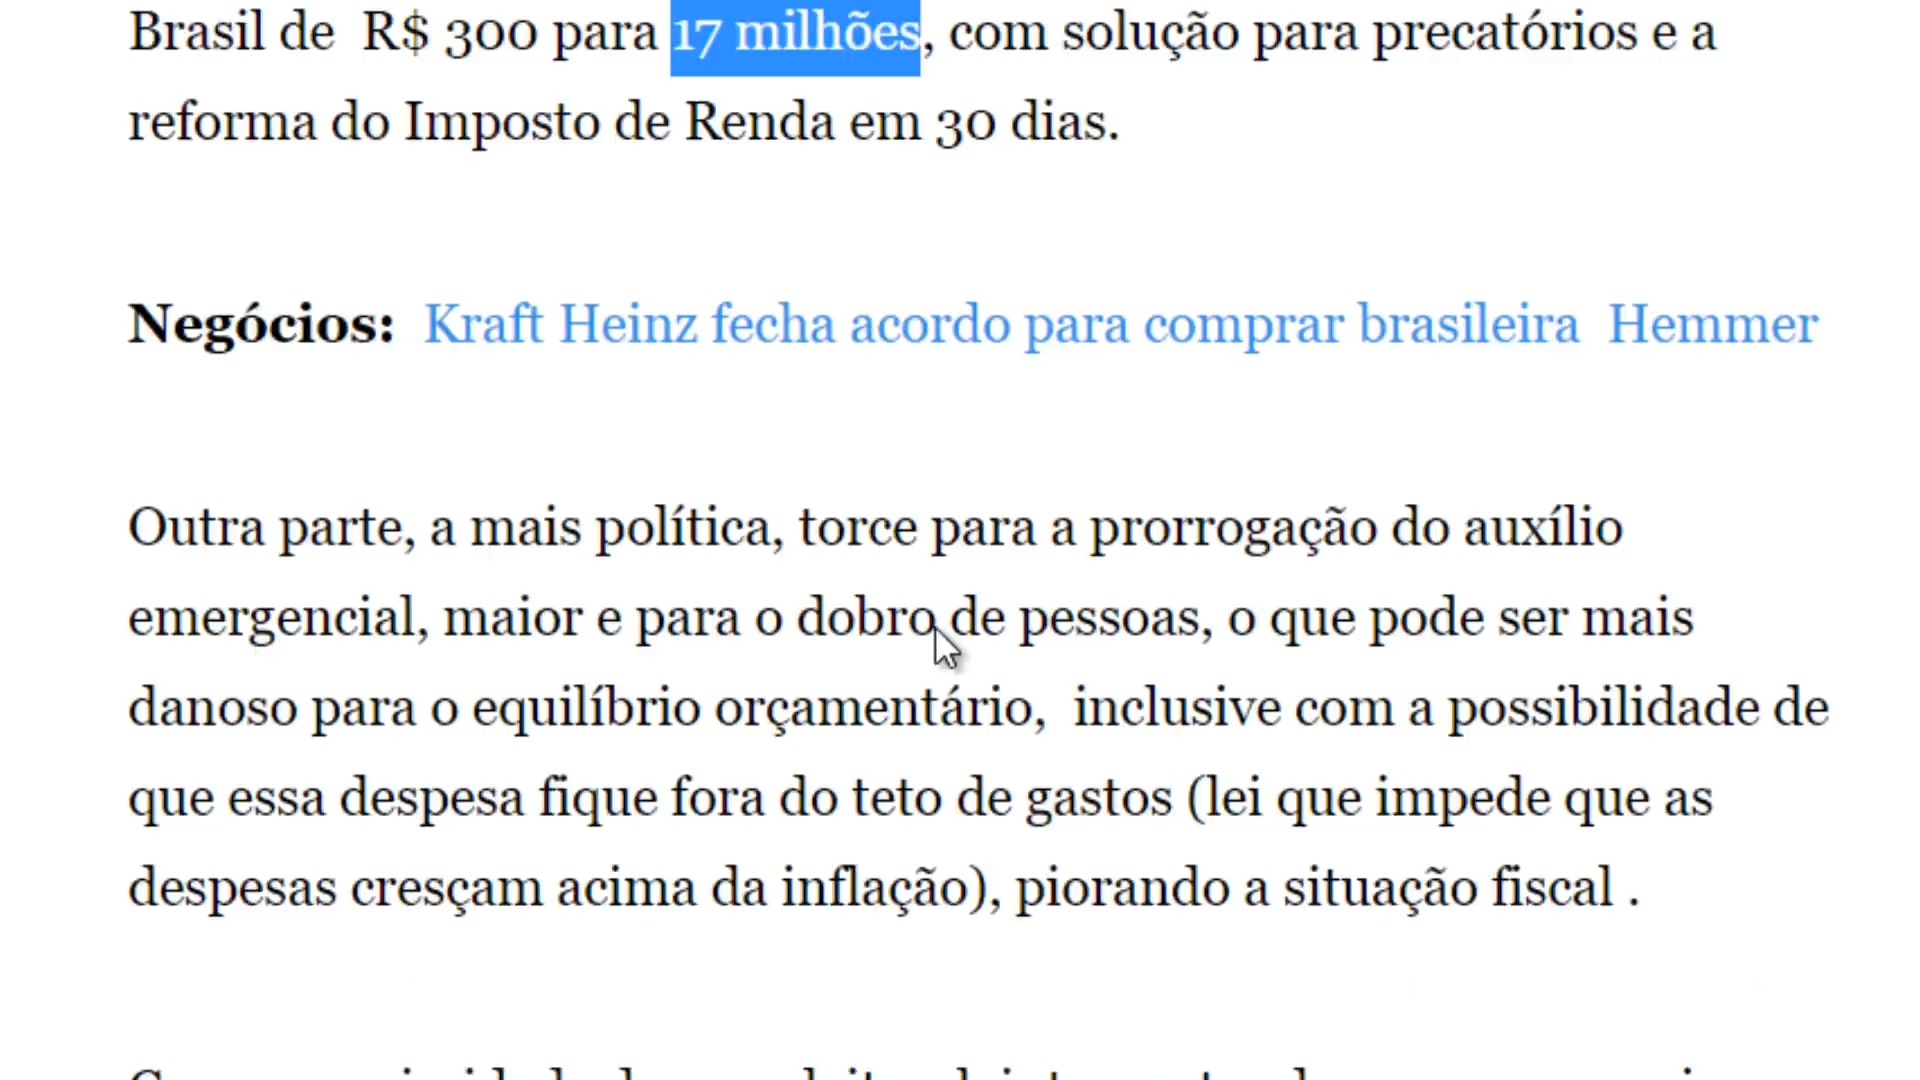 Brasil de R$ 300 para 17 milhões, com solução para precatórios e a
reforma do Imposto de Renda em 30 dias.
Negócios: Kraft Heinz fecha acordo para comprar brasileira Hemmer
Outra parte, a mais política, torce para a prorrogação do auxílio
emergencial, maior e para o dobro de pessoas, o que pode ser mais
danoso para o equilíbrio orçamentário, inclusive com a possibilidade de
que essa despesa fique fora do teto de gastos (lei que impede que as
despesas cresçam acima da inflação), piorando a situação fiscal .